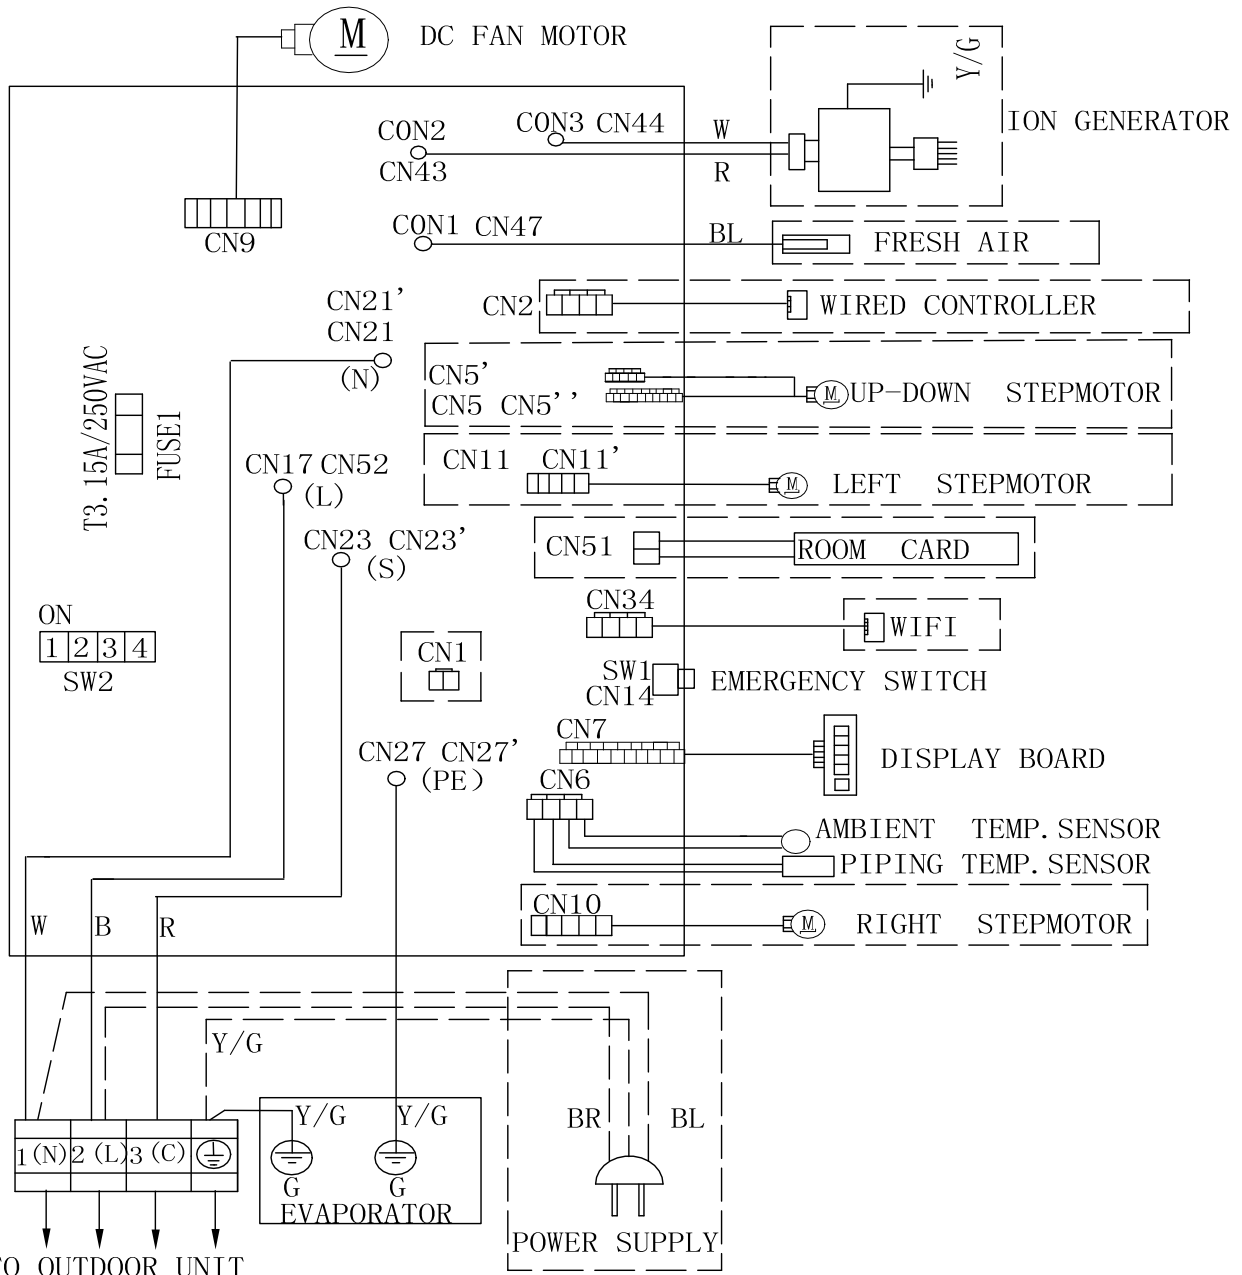 M DC FAN MOTOR
Y/G
ION GENERATOR
CON2 CON3 CN44 W
CN43 R
CN9
CON1 CN47 BL FRESH AIR
CN21'
CN21
(N)
CN2 WIRED CONTROLLER
T3.15A/250VAC
FUSE1
CN5'
CN5 CN5''
M UP-DOWN STEPMOTOR
CN17 CN52
(L)
CN11 CN11' M LEFT STEPMOTOR
CN23 CN23'
(S)
CN51 ROOM CARD
CN34 WIFI
ON
1 2 3 4
SW2
CN1
SW1
CN14
EMERGENCY SWITCH
CN7 DISPLAY BOARD
CN27 CN27'
(PE)
CN6
AMBIENT TEMP.SENSOR
PIPING TEMP.SENSOR
CN10 M RIGHT STEPMOTOR
W B R
Y/G
Y/G Y/G BR BL
1(N) 2(L) 3(C)
G G
EVAPORATOR
POWER SUPPLY
TO OUTDOOR UNIT